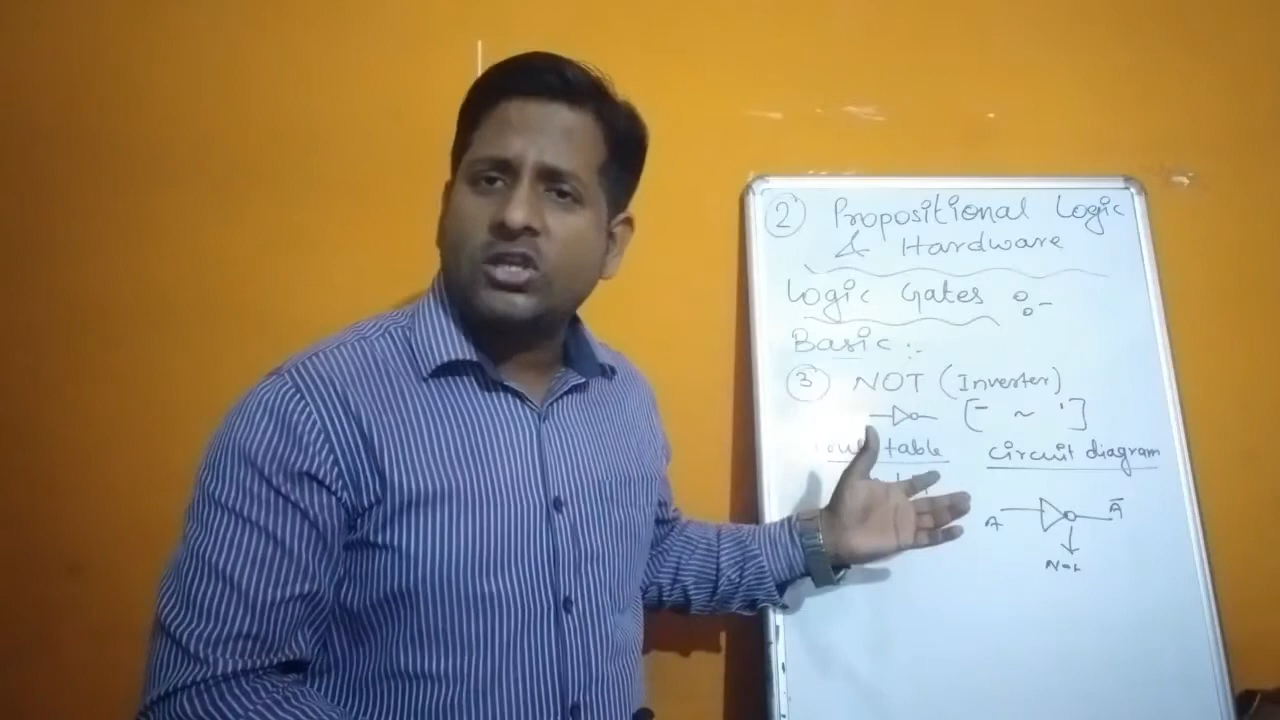 ② Propositional Logic
& Hardware
Logic Gates :-
Basic :-
③ NOT (Inverter)
[ - ~ ' ]
table
circuit diagram
A Ā
Not